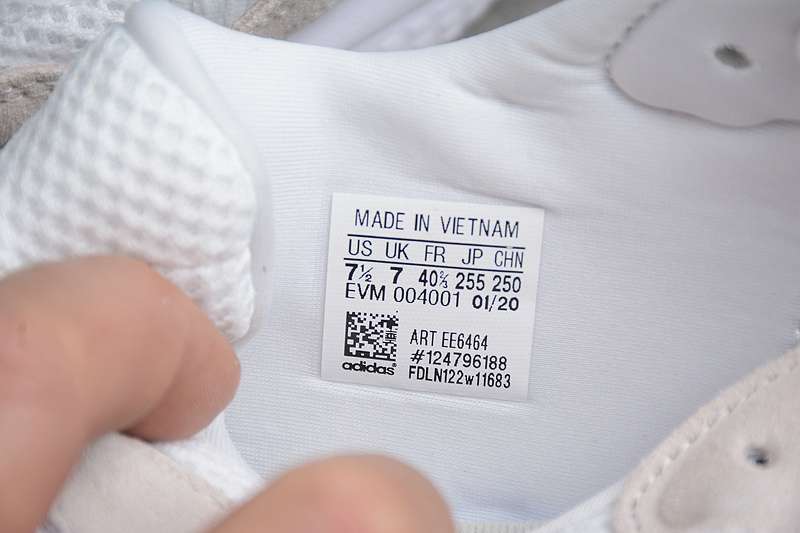 MADE IN VIETNAM
US UK FR JP CHN
7½ 7 40⅔ 255 250
EVM 004001 01/20
ART EE6464
#124796188
adidas
FDLN122w11683